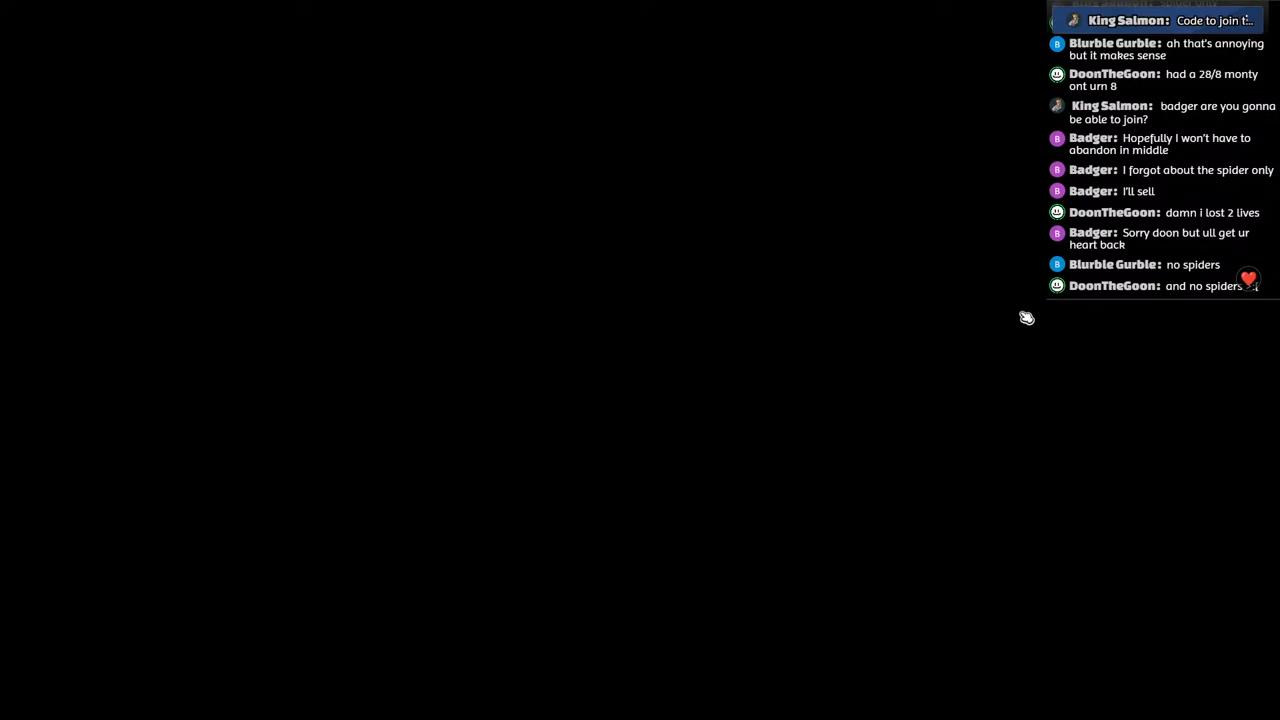 King Salmon: Code to join t...
Blurble Gurble: ah that's annoying
but it makes sense
DoonTheGoon: had a 28/8 monty
ont urn 8
King Salmon: badger are you gonna
be able to join?
Badger: Hopefully I won't have to
abandon in middle
Badger: I forgot about the spider only
Badger: I'll sell
DoonTheGoon: damn i lost 2 lives
Badger: Sorry doon but ull get ur
heart back
Blurble Gurble: no spiders
DoonTheGoon: and no spiders